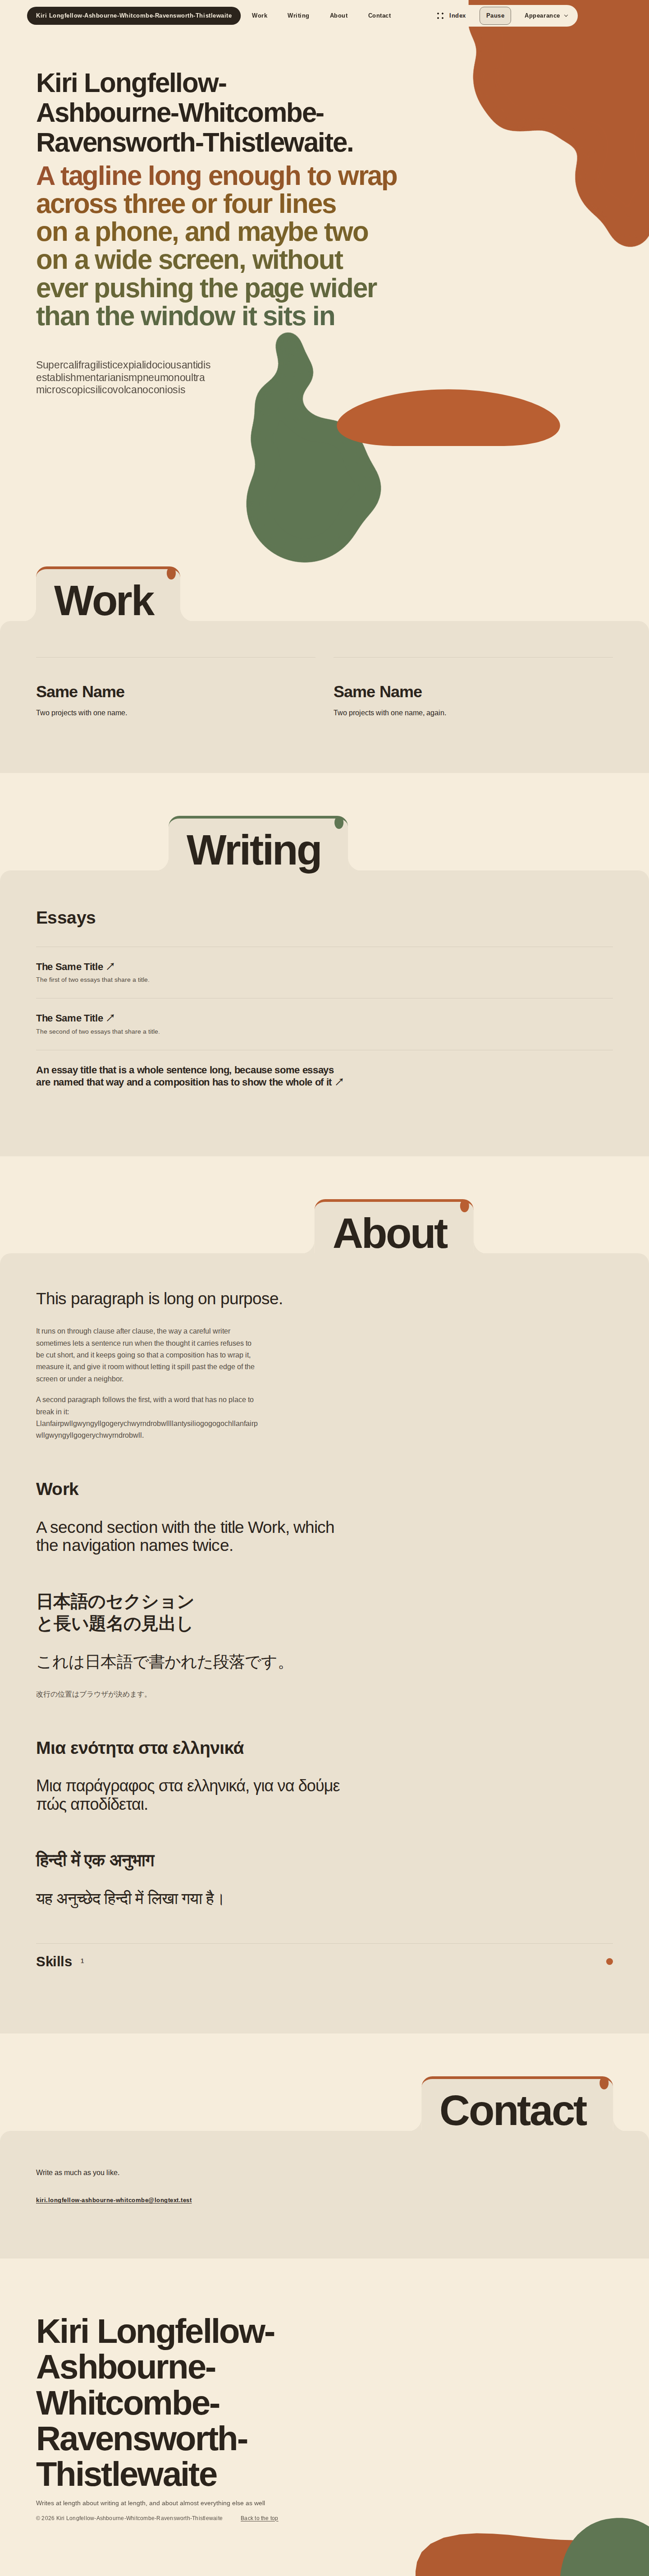 Kiri Longfellow-Ashbourne-Whitcombe-Ravensworth-Thistlewaite Work Writing About Contact Index Pause Appearance
Kiri Longfellow-
Ashbourne-Whitcombe-
Ravensworth-Thistlewaite.
A tagline long enough to wrap
across three or four lines
on a phone, and maybe two
on a wide screen, without
ever pushing the page wider
than the window it sits in
Supercalifragilisticexpialidociousantidis
establishmentarianismpneumonoultra
microscopicsilicovolcanoconiosis
Work
Same Name
Two projects with one name.
Same Name
Two projects with one name, again.
Writing
Essays
The Same Title ↗
The first of two essays that share a title.
The Same Title ↗
The second of two essays that share a title.
An essay title that is a whole sentence long, because some essays
are named that way and a composition has to show the whole of it ↗
About
This paragraph is long on purpose.
It runs on through clause after clause, the way a careful writer
sometimes lets a sentence run when the thought it carries refuses to
be cut short, and it keeps going so that a composition has to wrap it,
measure it, and give it room without letting it spill past the edge of the
screen or under a neighbor.
A second paragraph follows the first, with a word that has no place to
break in it:
Llanfairpwllgwyngyllgogerychwyrndrobwllllantysiliogogogochllanfairp
wllgwyngyllgogerychwyrndrobwll.
Work
A second section with the title Work, which
the navigation names twice.
日本語のセクション
と長い題名の見出し
これは日本語で書かれた段落です。
改行の位置はブラウザが決めます。
Μια ενότητα στα ελληνικά
Μια παράγραφος στα ελληνικά, για να δούμε
πώς αποδίδεται.
हिन्दी में एक अनुभाग
यह अनुच्छेद हिन्दी में लिखा गया है।
Skills 1
Contact
Write as much as you like.
kiri.longfellow-ashbourne-whitcombe@longtext.test
Kiri Longfellow-
Ashbourne-
Whitcombe-
Ravensworth-
Thistlewaite
Writes at length about writing at length, and about almost everything else as well
© 2026 Kiri Longfellow-Ashbourne-Whitcombe-Ravensworth-Thistlewaite Back to the top